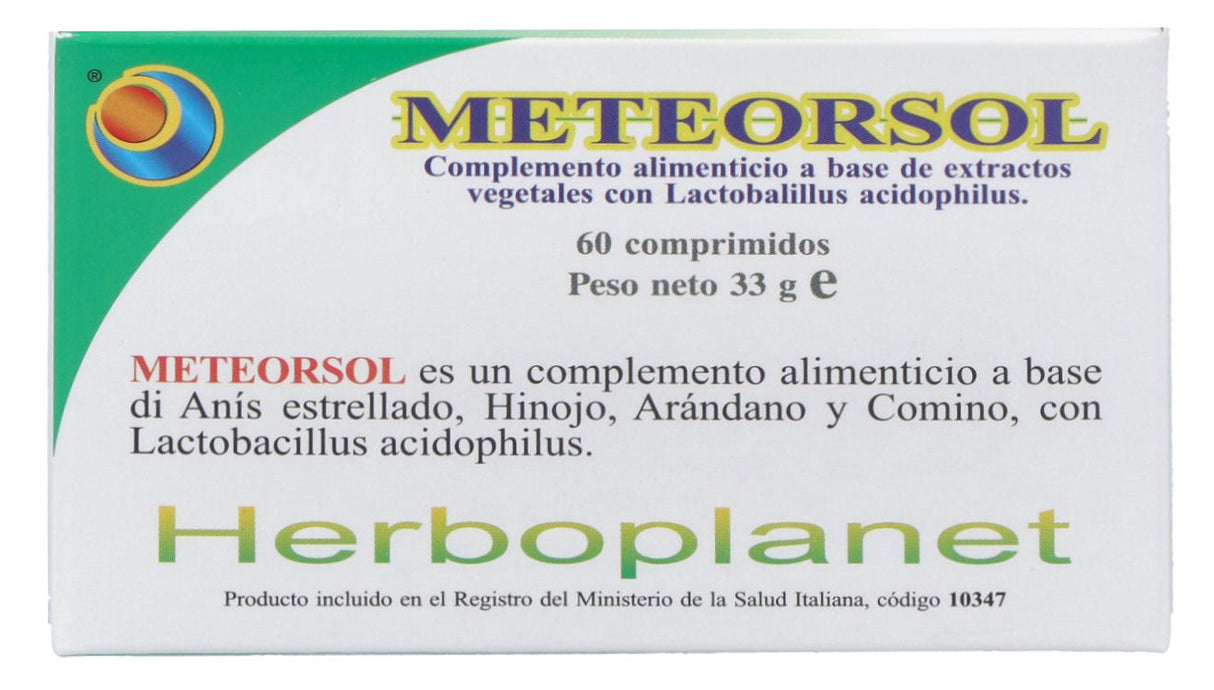 ®
METEORSOL
Complemento alimenticio a base de extractos
vegetales con Lactobalillus acidophilus.
60 comprimidos
Peso neto 33 g e
METEORSOL es un complemento alimenticio a base
di Anís estrellado, Hinojo, Arándano y Comino, con
Lactobacillus acidophilus.
Herboplanet
Producto incluido en el Registro del Ministerio de la Salud Italiana, código 10347